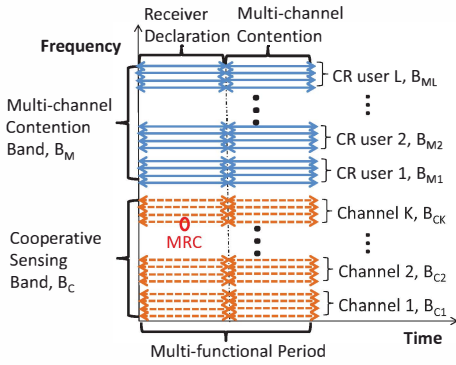 Receiver Declaration
Multi-channel Contention
Frequency
CR user L, B_ML
Multi-channel Contention Band, B_M
CR user 2, B_M2
CR user 1, B_M1
Channel K, B_CK
MRC
Cooperative Sensing Band, B_C
Channel 2, B_C2
Channel 1, B_C1
Time
Multi-functional Period